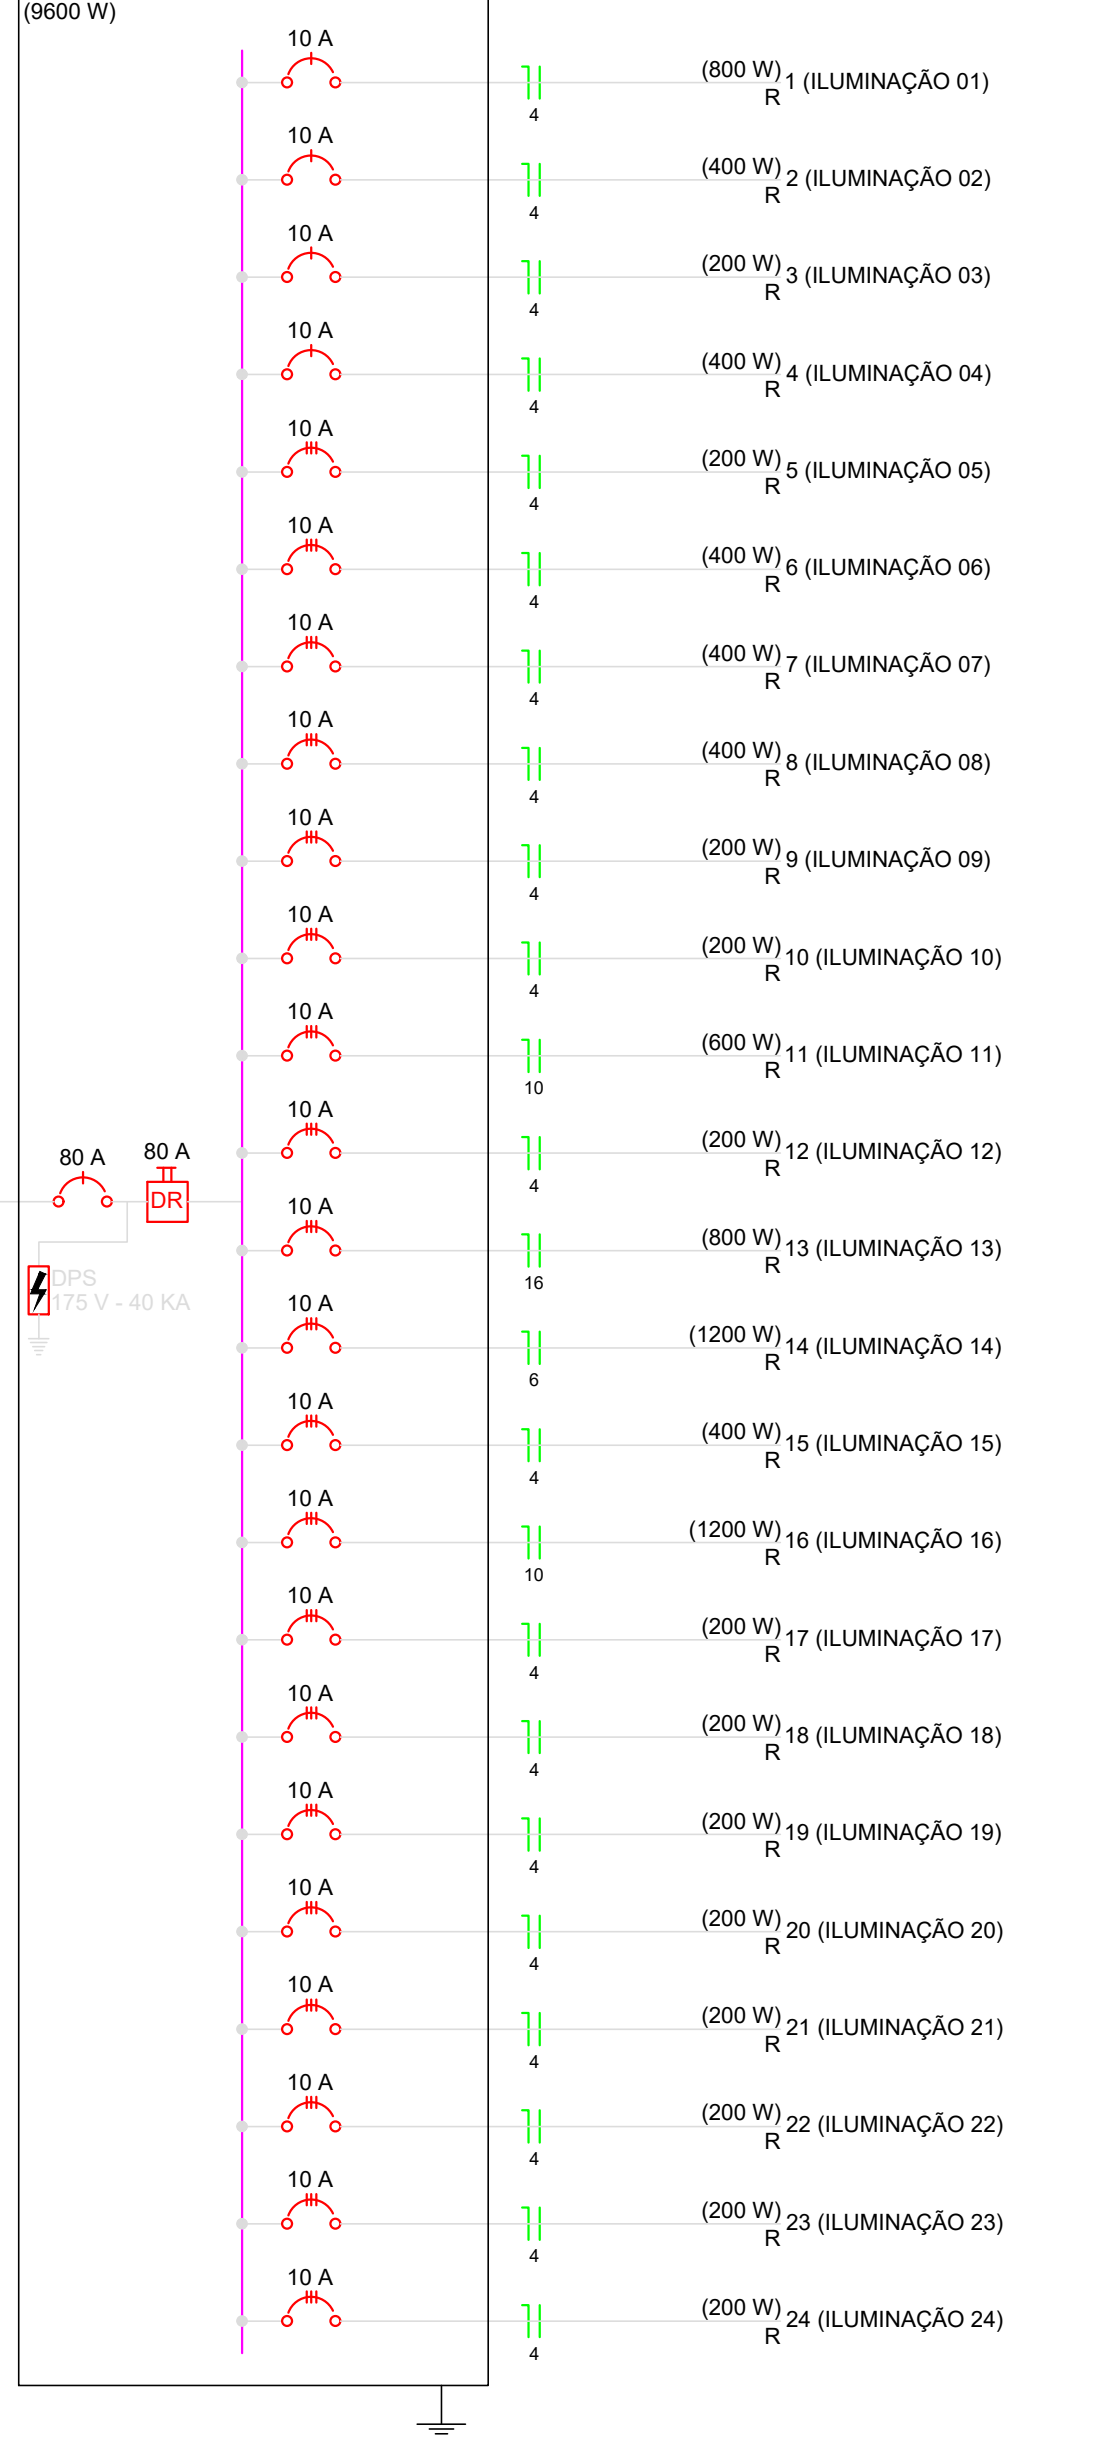 (9600 W)
10 A
(800 W)
R
1 (ILUMINAÇÃO 01)
4
10 A
(400 W)
R
2 (ILUMINAÇÃO 02)
4
10 A
(200 W)
R
3 (ILUMINAÇÃO 03)
4
10 A
(400 W)
R
4 (ILUMINAÇÃO 04)
4
10 A
(200 W)
R
5 (ILUMINAÇÃO 05)
4
10 A
(400 W)
R
6 (ILUMINAÇÃO 06)
4
10 A
(400 W)
R
7 (ILUMINAÇÃO 07)
4
10 A
(400 W)
R
8 (ILUMINAÇÃO 08)
4
10 A
(200 W)
R
9 (ILUMINAÇÃO 09)
4
10 A
(200 W)
R
10 (ILUMINAÇÃO 10)
4
10 A
(600 W)
R
11 (ILUMINAÇÃO 11)
10
10 A
(200 W)
R
12 (ILUMINAÇÃO 12)
4
80 A
80 A
DR
DPS
175 V - 40 KA
10 A
(800 W)
R
13 (ILUMINAÇÃO 13)
16
10 A
(1200 W)
R
14 (ILUMINAÇÃO 14)
6
10 A
(400 W)
R
15 (ILUMINAÇÃO 15)
4
10 A
(1200 W)
R
16 (ILUMINAÇÃO 16)
10
10 A
(200 W)
R
17 (ILUMINAÇÃO 17)
4
10 A
(200 W)
R
18 (ILUMINAÇÃO 18)
4
10 A
(200 W)
R
19 (ILUMINAÇÃO 19)
4
10 A
(200 W)
R
20 (ILUMINAÇÃO 20)
4
10 A
(200 W)
R
21 (ILUMINAÇÃO 21)
4
10 A
(200 W)
R
22 (ILUMINAÇÃO 22)
4
10 A
(200 W)
R
23 (ILUMINAÇÃO 23)
4
10 A
(200 W)
R
24 (ILUMINAÇÃO 24)
4